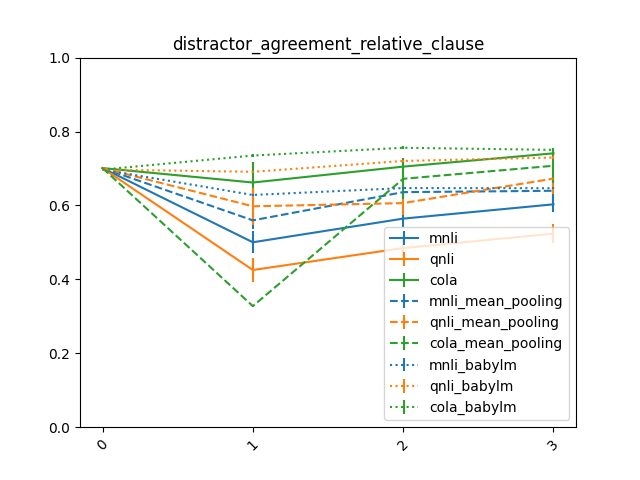 distractor_agreement_relative_clause
1.0
0.8
0.6
0.4
0.2
0.0
mnli
qnli
cola
mnli_mean_pooling
qnli_mean_pooling
cola_mean_pooling
mnli_babylm
qnli_babylm
cola_babylm
0
1
2
3